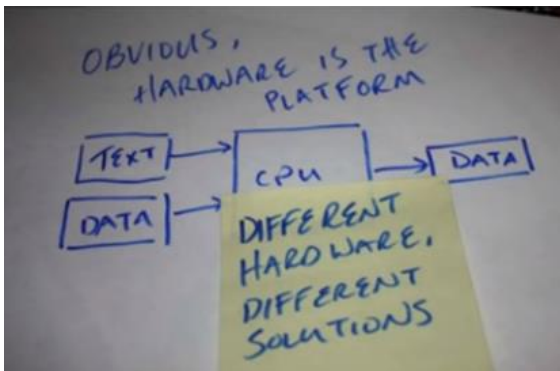 OBVIOUS,
HARDWARE IS THE
PLATFORM
TEXT
CPU
DATA
DATA
DIFFERENT
HARDWARE,
DIFFERENT
SOLUTIONS